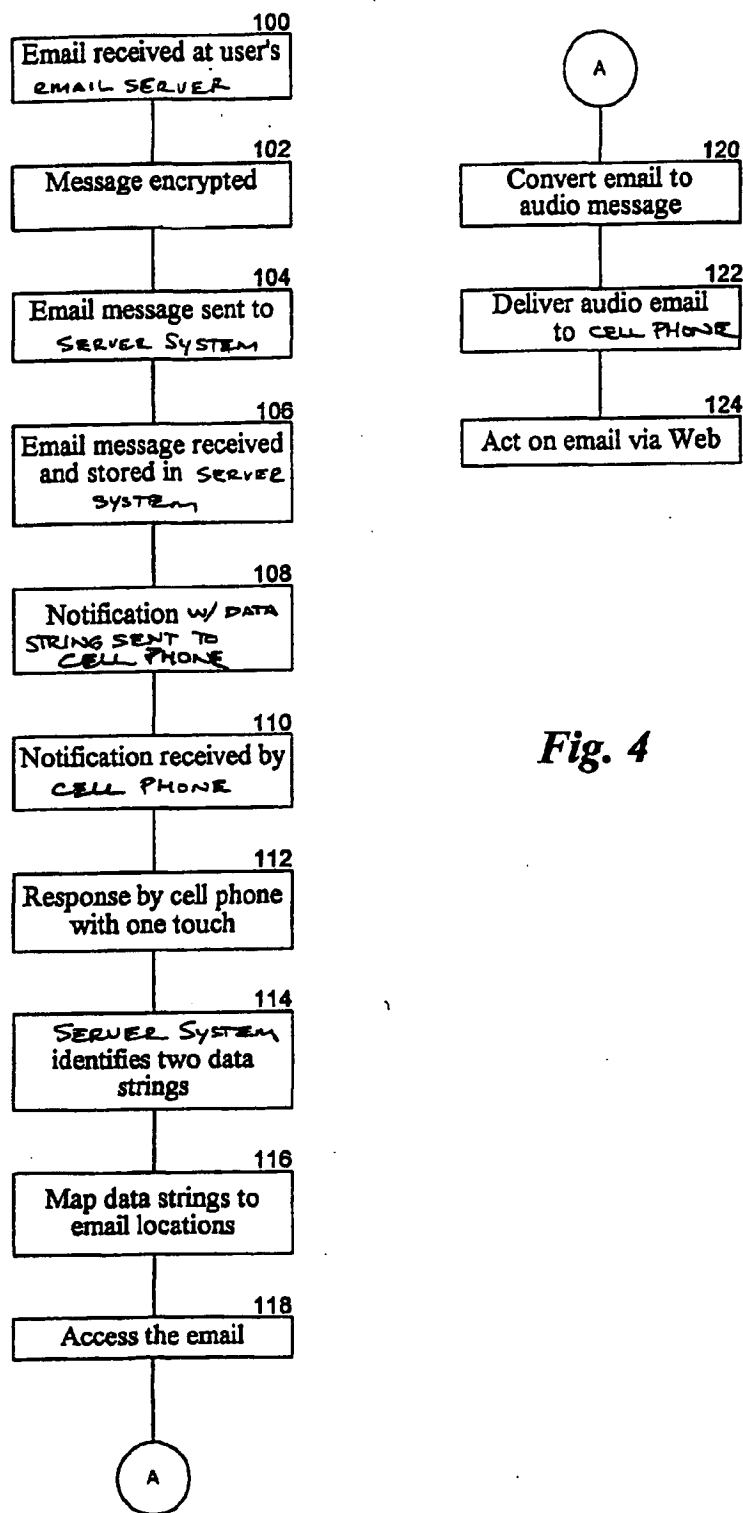 100
Email received at user's
EMAIL SERVER
102
Message encrypted
104
Email message sent to
SERVER SYSTEM
106
Email message received
and stored in SERVER
SYSTEM
108
Notification W/ DATA
STRING SENT TO
CELL PHONE
110
Notification received by
CELL PHONE
112
Response by cell phone
with one touch
114
SERVER SYSTEM
identifies two data
strings
116
Map data strings to
email locations
118
Access the email
A
A
120
Convert email to
audio message
122
Deliver audio email
to CELL PHONE
124
Act on email via Web
Fig. 4